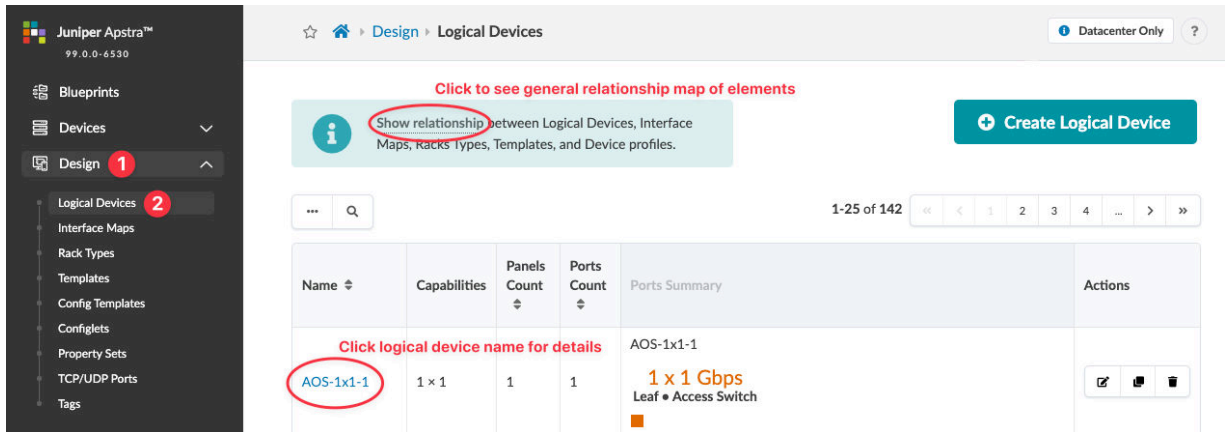 Juniper Apstra™
99.0.0-6530
Blueprints
Devices
Design 1
Logical Devices 2
Interface Maps
Rack Types
Templates
Config Templates
Configlets
Property Sets
TCP/UDP Ports
Tags
Design Logical Devices
Datacenter Only ?
Click to see general relationship map of elements
Show relationship between Logical Devices, Interface
Maps, Racks Types, Templates, and Device profiles.
Create Logical Device
1-25 of 142 « < 1 2 3 4 ... > »
Name Capabilities Panels Count Ports Count Ports Summary Actions
Click logical device name for details
AOS-1x1-1
AOS-1x1-1 1 × 1 1 1
1 x 1 Gbps
Leaf • Access Switch